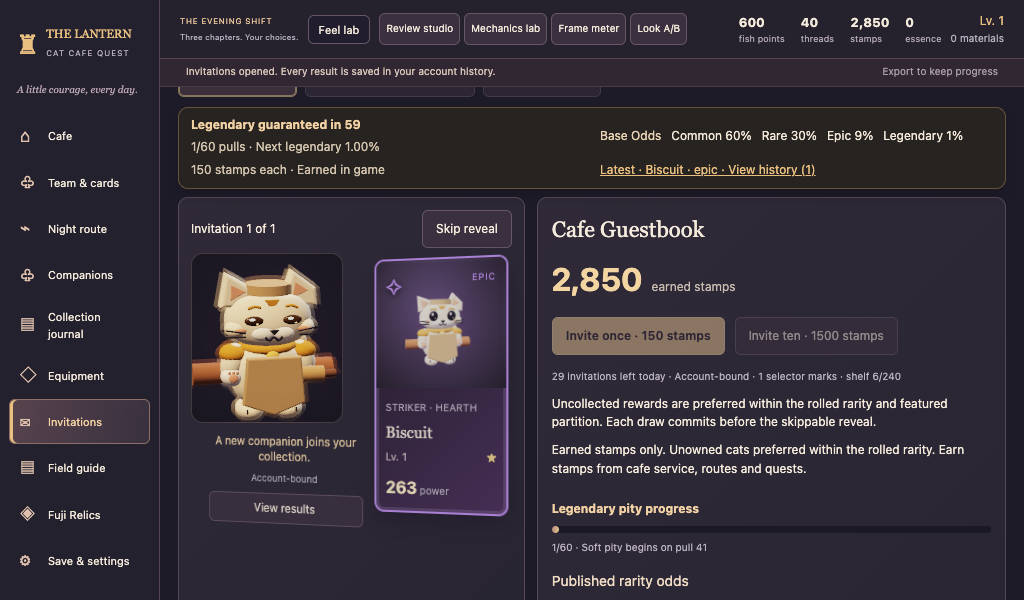 THE LANTERN
CAT CAFE QUEST
A little courage, every day.
Cafe
Team & cards
Night route
Companions
Collection
journal
Equipment
Invitations
Field guide
Fuji Relics
Save & settings
THE EVENING SHIFT
Three chapters. Your choices.
Feel lab
Review studio
Mechanics lab
Frame meter
Look A/B
600
fish points
40
threads
2,850
stamps
0
essence
Lv. 1
0 materials
Invitations opened. Every result is saved in your account history.
Export to keep progress
Legendary guaranteed in 59
1/60 pulls · Next legendary 1.00%
150 stamps each · Earned in game
Base Odds Common 60% Rare 30% Epic 9% Legendary 1%
Latest · Biscuit · epic · View history (1)
Invitation 1 of 1
Skip reveal
A new companion joins your
collection.
Account-bound
View results
EPIC
STRIKER · HEARTH
Biscuit
Lv. 1
263 power
Cafe Guestbook
2,850 earned stamps
Invite once · 150 stamps
Invite ten · 1500 stamps
29 invitations left today · Account-bound · 1 selector marks · shelf 6/240
Uncollected rewards are preferred within the rolled rarity and featured
partition. Each draw commits before the skippable reveal.
Earned stamps only. Unowned cats preferred within the rolled rarity. Earn
stamps from cafe service, routes and quests.
Legendary pity progress
1/60 · Soft pity begins on pull 41
Published rarity odds